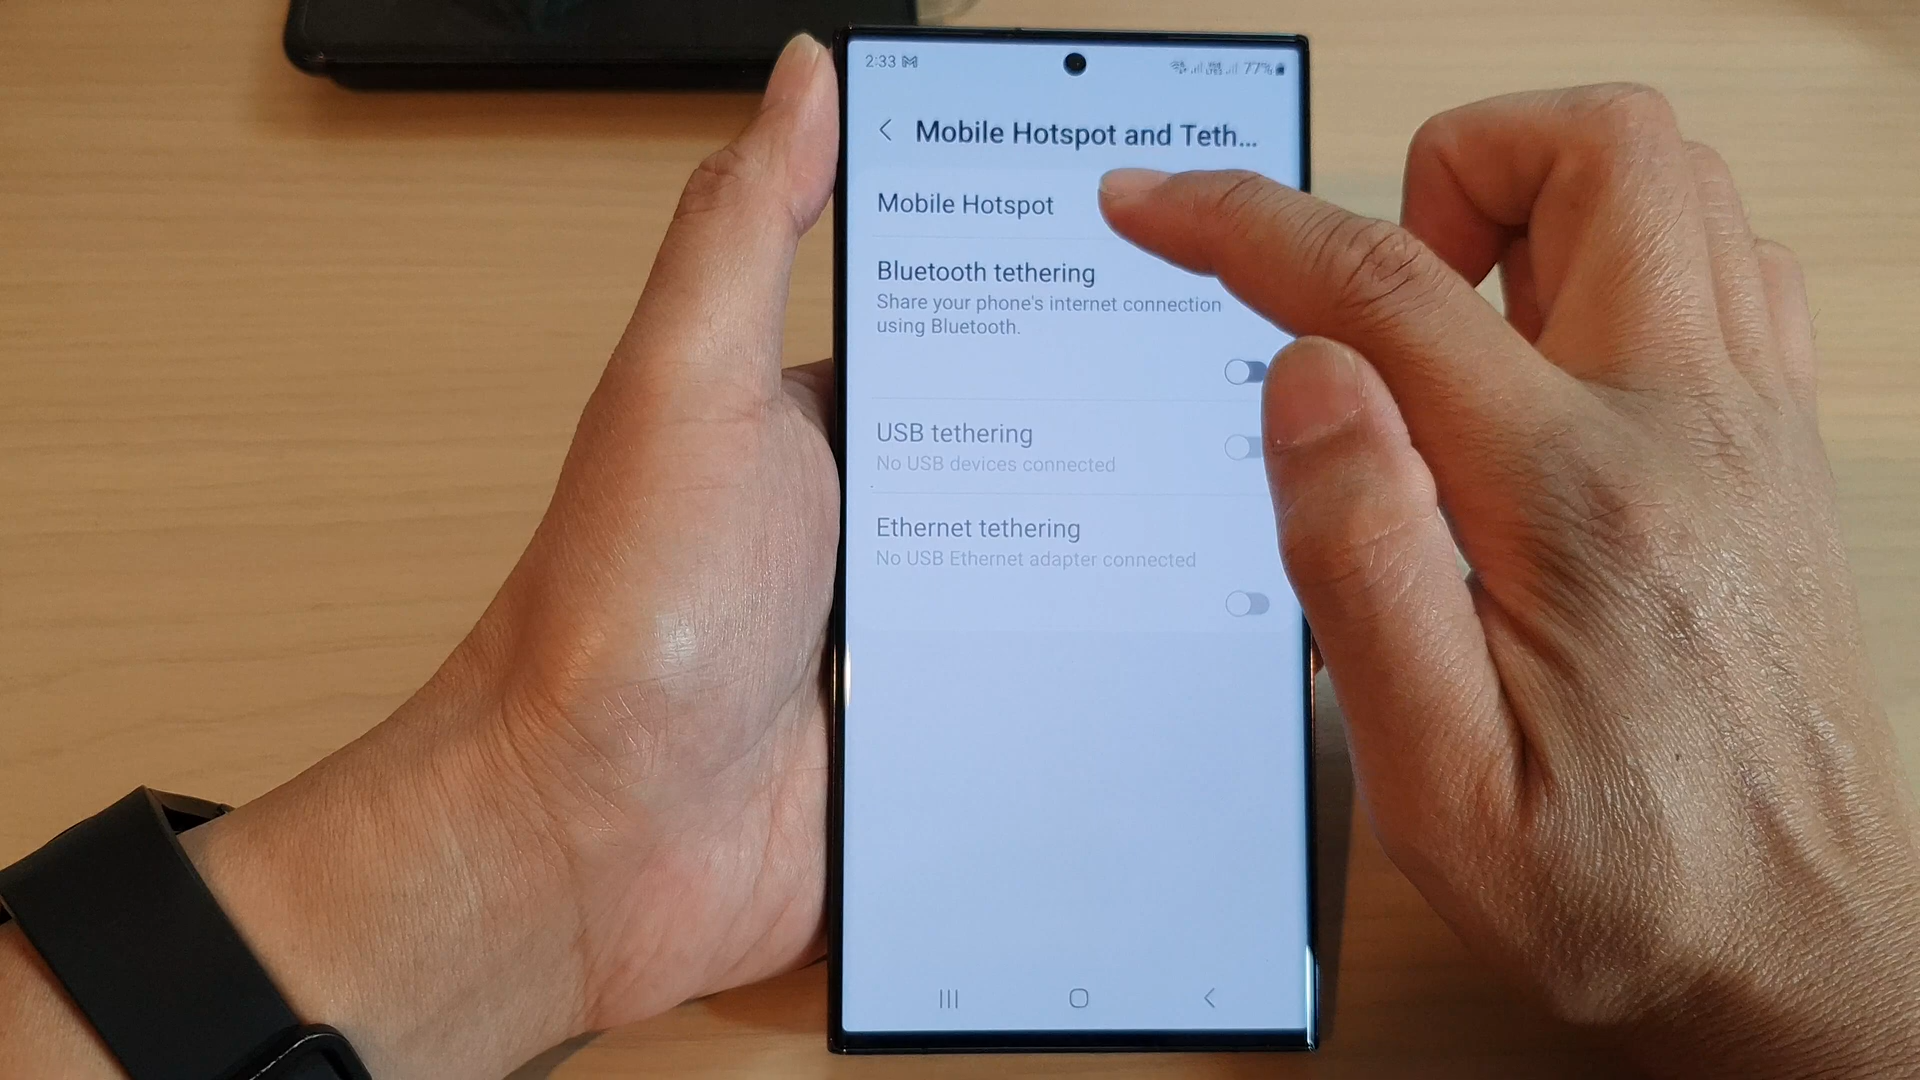 2:33
77%
Mobile Hotspot and Teth...
Mobile Hotspot
Bluetooth tethering
Share your phone's internet connection
using Bluetooth.
USB tethering
No USB devices connected
Ethernet tethering
No USB Ethernet adapter connected